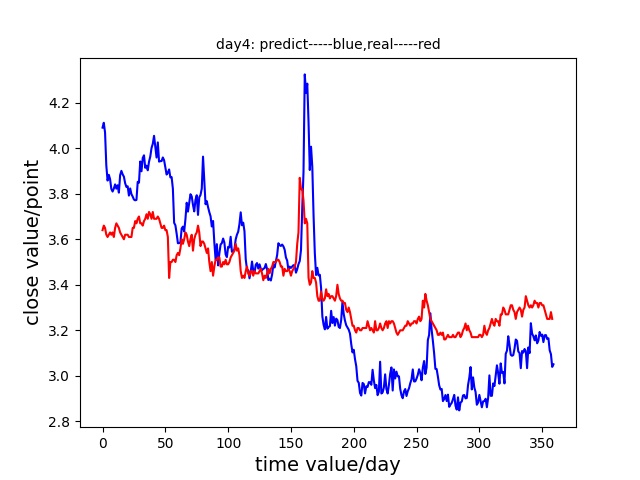 day4: predict-----blue,real-----red
close value/point
4.2
4.0
3.8
3.6
3.4
3.2
3.0
2.8
0 50 100 150 200 250 300 350
time value/day